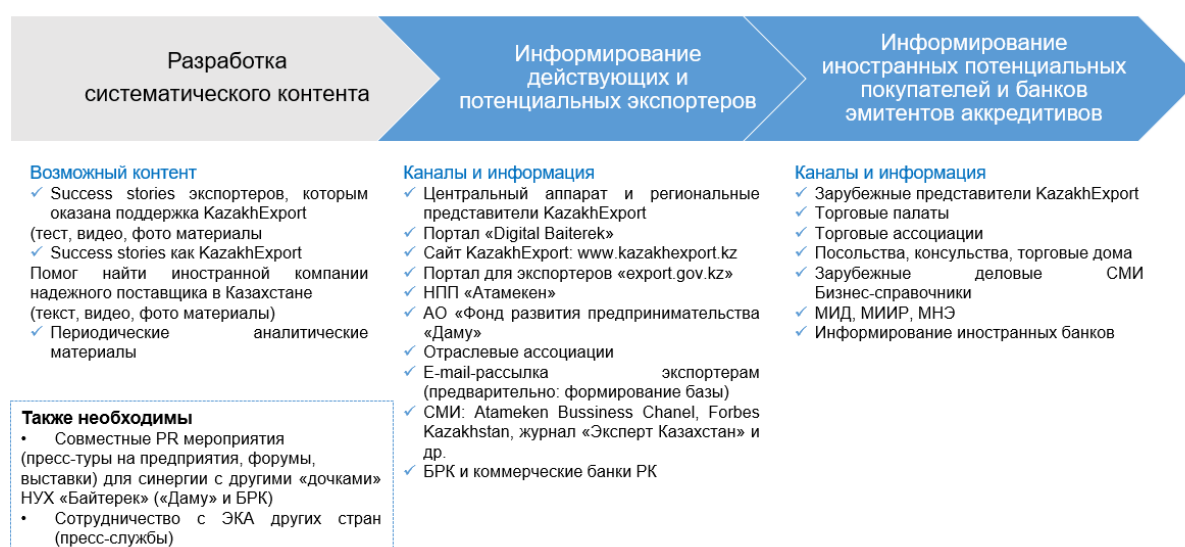 Разработка
систематического контента
Информирование
действующих и
потенциальных экспортеров
Информирование
иностранных потенциальных
покупателей и банков
эмитентов аккредитивов
Возможный контент
✓ Success stories экспортеров, которым
оказана поддержка KazakhExport
(тест, видео, фото материалы
✓ Success stories как KazakhExport
Помог найти иностранной компании
надежного поставщика в Казахстане
(текст, видео, фото материалы)
✓ Периодические аналитические
материалы
Также необходимы
• Совместные PR мероприятия
(пресс-туры на предприятия, форумы,
выставки) для синергии с другими «дочками»
НУХ «Байтерек» («Даму» и БРК)
• Сотрудничество с ЭКА других стран
(пресс-службы)
Каналы и информация
✓ Центральный аппарат и региональные
представители KazakhExport
✓ Портал «Digital Baiterek»
✓ Сайт KazakhExport: www.kazakhexport.kz
✓ Портал для экспортеров «export.gov.kz»
✓ НПП «Атамекен»
✓ АО «Фонд развития предпринимательства
«Даму»
✓ Отраслевые ассоциации
✓ E-mail-рассылка экспортерам
(предварительно: формирование базы)
✓ СМИ: Atameken Bussiness Chanel, Forbes
Kazakhstan, журнал «Эксперт Казахстан» и
др.
✓ БРК и коммерческие банки РК
Каналы и информация
✓ Зарубежные представители KazakhExport
✓ Торговые палаты
✓ Торговые ассоциации
✓ Посольства, консульства, торговые дома
✓ Зарубежные деловые СМИ
Бизнес-справочники
✓ МИД, МИИР, МНЭ
✓ Информирование иностранных банков